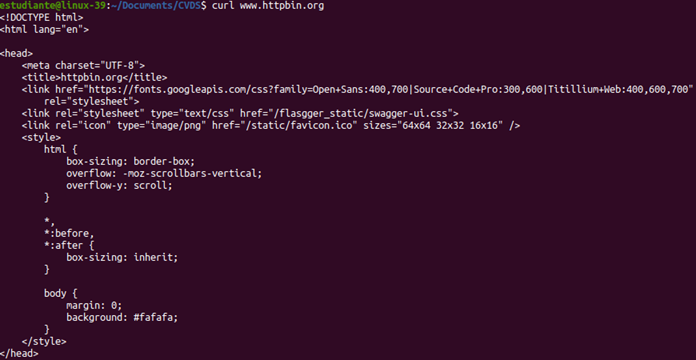 estudiante@linux-39:~/Documents/CVDS$ curl www.httpbin.org
<!DOCTYPE html>
<html lang="en">

<head>
    <meta charset="UTF-8">
    <title>httpbin.org</title>
    <link href="https://fonts.googleapis.com/css?family=Open+Sans:400,700|Source+Code+Pro:300,600|Titillium+Web:400,600,700"
        rel="stylesheet">
    <link rel="stylesheet" type="text/css" href="/flasgger_static/swagger-ui.css">
    <link rel="icon" type="image/png" href="/static/favicon.ico" sizes="64x64 32x32 16x16" />
    <style>
        html {
            box-sizing: border-box;
            overflow: -moz-scrollbars-vertical;
            overflow-y: scroll;
        }

        *,
        *:before,
        *:after {
            box-sizing: inherit;
        }

        body {
            margin: 0;
            background: #fafafa;
        }
    </style>
</head>